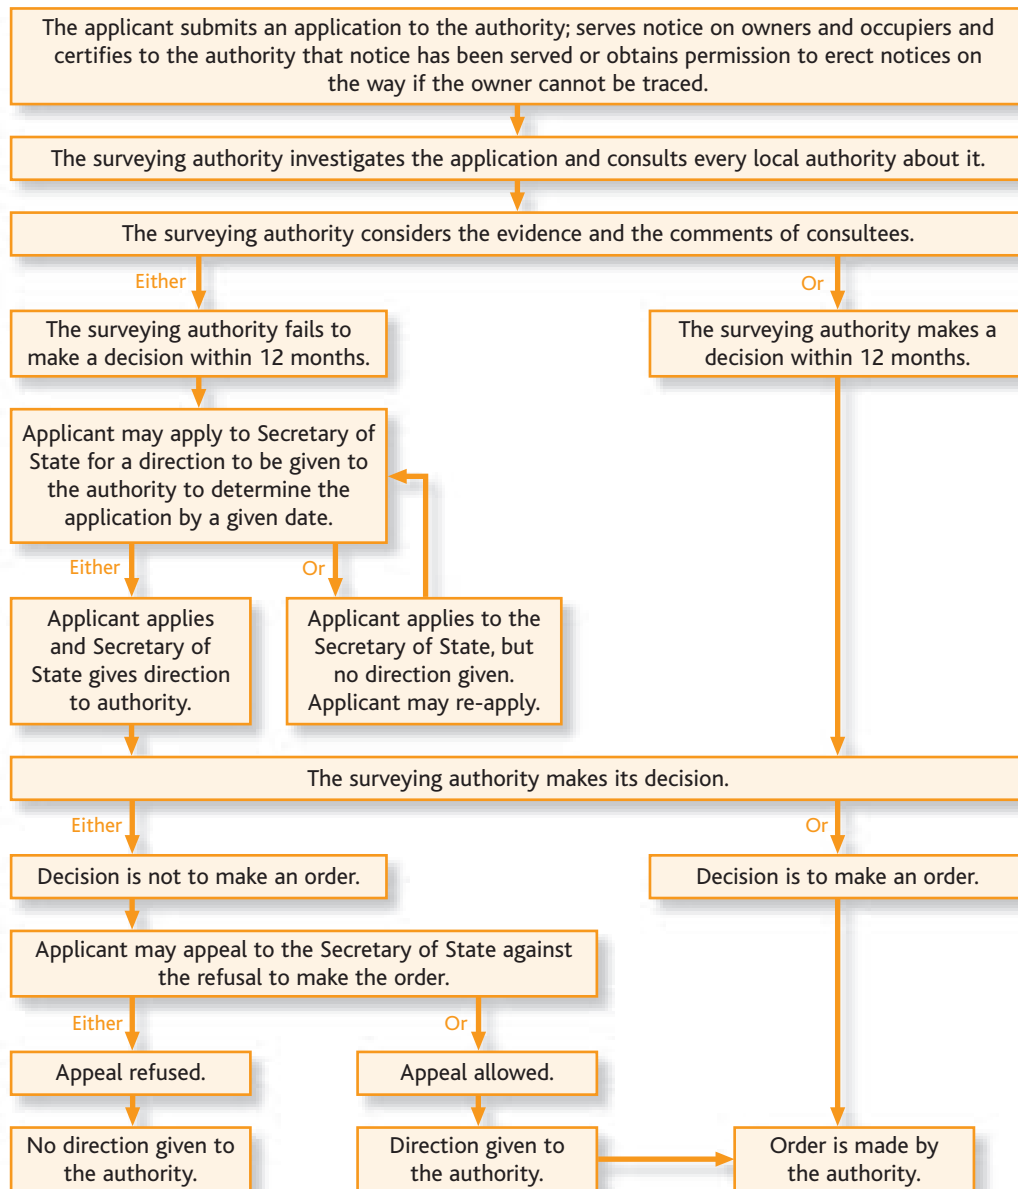 The applicant submits an application to the authority; serves notice on owners and occupiers and
certifies to the authority that notice has been served or obtains permission to erect notices on
the way if the owner cannot be traced.
The surveying authority investigates the application and consults every local authority about it.
The surveying authority considers the evidence and the comments of consultees.
Either
Or
The surveying authority fails to
make a decision within 12 months.
The surveying authority makes a
decision within 12 months.
Applicant may apply to Secretary of
State for a direction to be given to
the authority to determine the
application by a given date.
Either
Or
Applicant applies
and Secretary of
State gives direction
to authority.
Applicant applies to the
Secretary of State, but
no direction given.
Applicant may re-apply.
The surveying authority makes its decision.
Either
Or
Decision is not to make an order.
Decision is to make an order.
Applicant may appeal to the Secretary of State against
the refusal to make the order.
Either
Or
Appeal refused.
Appeal allowed.
No direction given to
the authority.
Direction given to
the authority.
Order is made by
the authority.